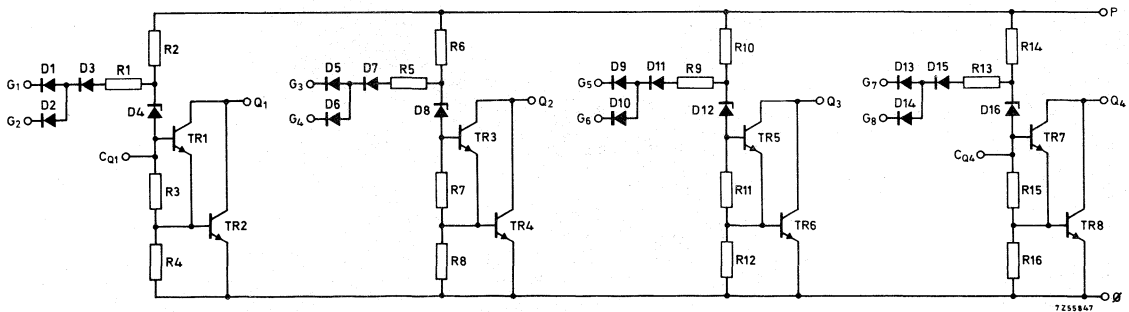 P
R2
R6
R10
R14
D1 D3 R1
D5 D7 R5
D9 D11 R9
D13 D15 R13
G1
G3
G5
G7
D2
D6
D10
D14
G2
G4
G6
G8
D4
D8
D12
D16
Q1
Q2
Q3
Q4
TR1
TR3
TR5
TR7
CQ1
CQ4
R3
R7
R11
R15
TR2
TR4
TR6
TR8
R4
R8
R12
R16
Ø
7Z55847